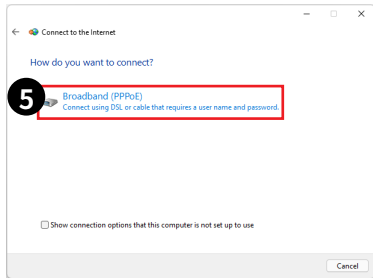 Connect to the Internet
How do you want to connect?
5
Broadband (PPPoE)
Connect using DSL or cable that requires a user name and password.
Show connection options that this computer is not set up to use
Cancel